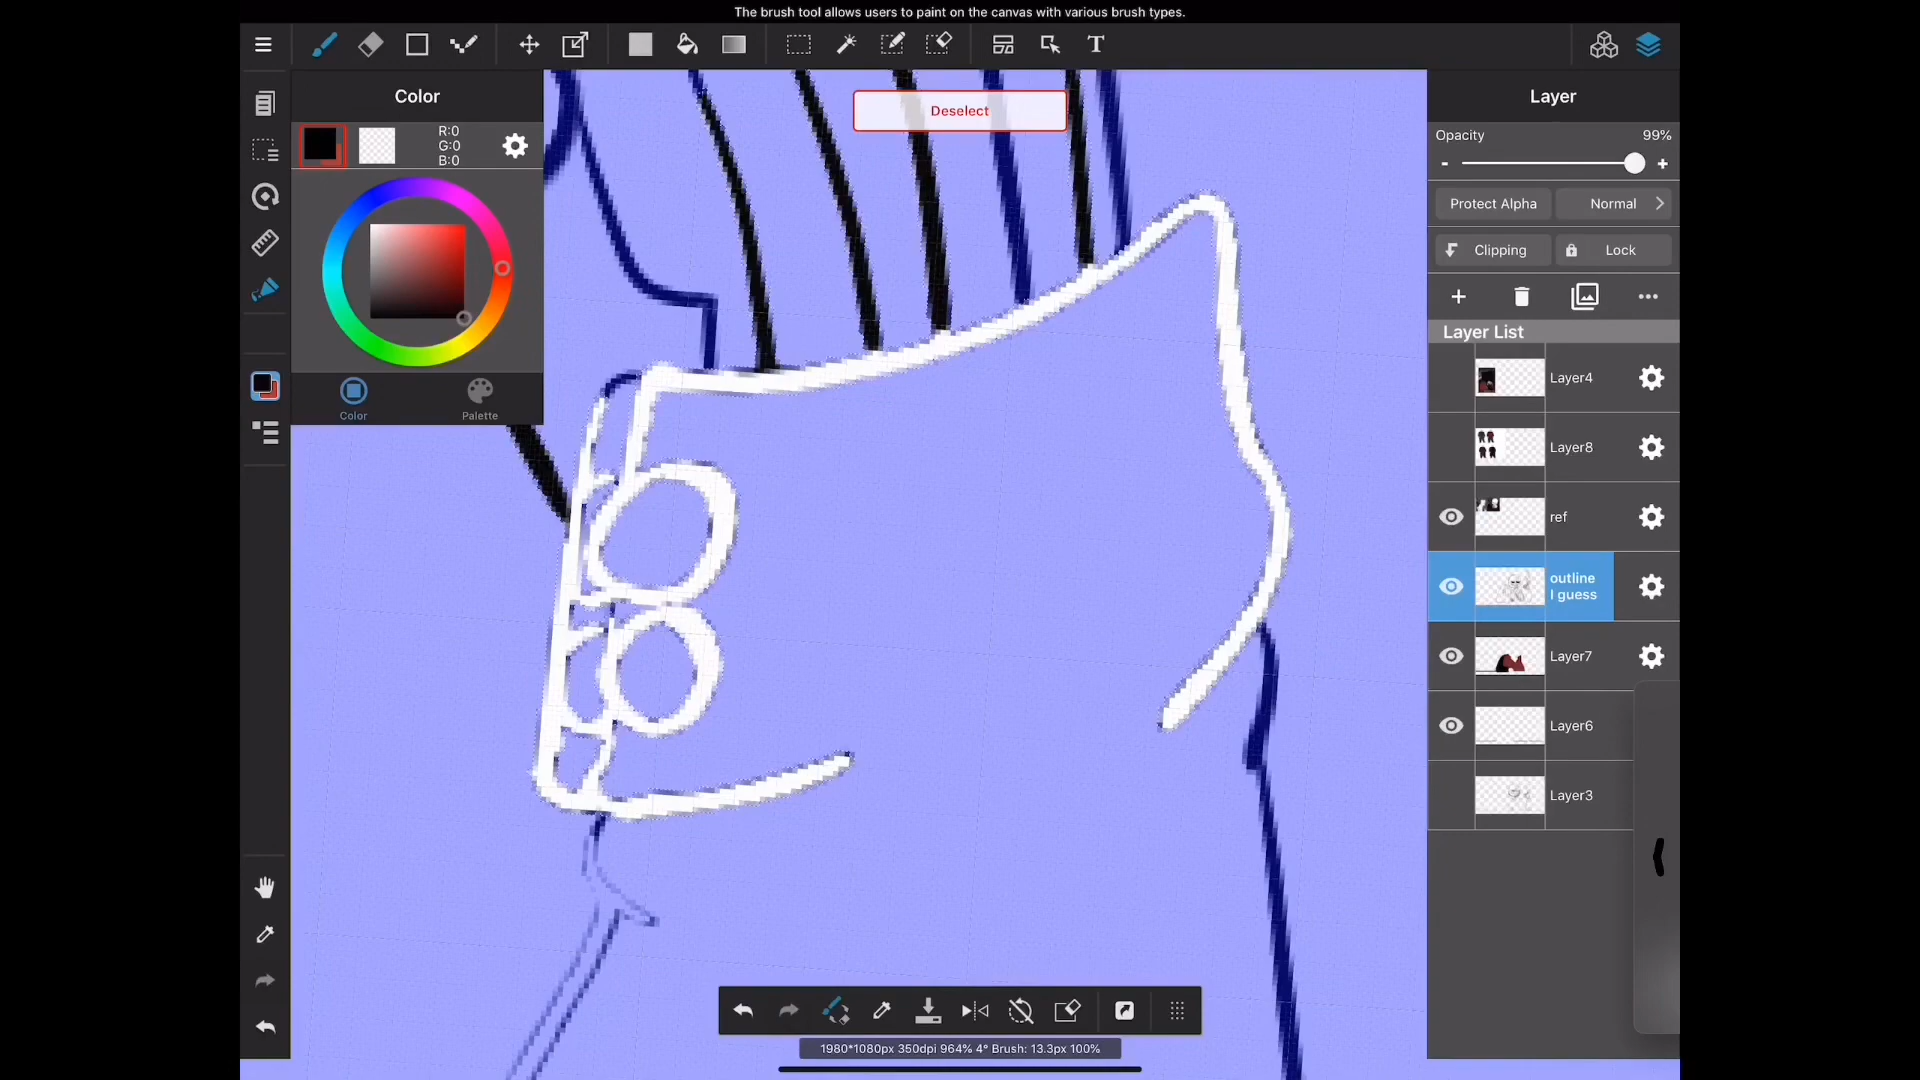 The brush tool allows users to paint on the canvas with various brush types.
T
Color
R:0
G:0
B:0
Color
Palette
Deselect
Layer
Opacity
99%
- +
Protect Alpha
Normal
Clipping
Lock
Layer List
Layer4
Layer8
ref
outline
I guess
Layer7
Layer6
Layer3
1980*1080px 350dpi 964% 4° Brush: 13.3px 100%